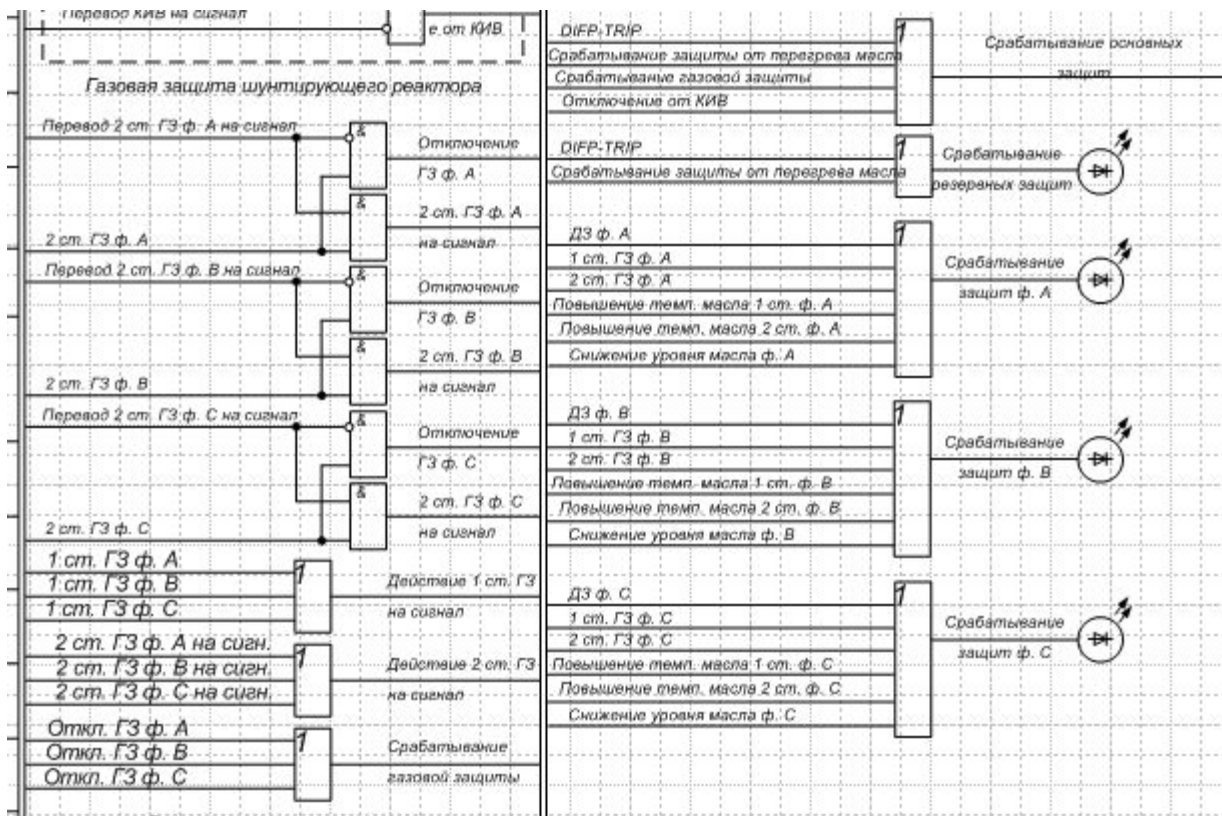 Перевод КИВ на сигнал
е от КИВ
Газовая защита шунтирующего реактора
Перевод 2 ст. ГЗ ф. А на сигнал
&
Отключение
ГЗ ф. А
&
2 ст. ГЗ ф. А
на сигнал
2 ст. ГЗ ф. А
Перевод 2 ст. ГЗ ф. В на сигнал
&
Отключение
ГЗ ф. В
&
2 ст. ГЗ ф. В
на сигнал
2 ст. ГЗ ф. В
Перевод 2 ст. ГЗ ф. С на сигнал
&
Отключение
ГЗ ф. С
&
2 ст. ГЗ ф. С
на сигнал
2 ст. ГЗ ф. С
1 ст. ГЗ ф. А
1 ст. ГЗ ф. В
1 ст. ГЗ ф. С
1
Действие 1 ст. ГЗ
на сигнал
2 ст. ГЗ ф. А на сигн.
2 ст. ГЗ ф. В на сигн.
2 ст. ГЗ ф. С на сигн.
1
Действие 2 ст. ГЗ
на сигнал
Откл. ГЗ ф. А
Откл. ГЗ ф. В
Откл. ГЗ ф. С
1
Срабатывание
газовой защиты
DIFP-TRIP
Срабатывание защиты от перегрева масла
Срабатывание газовой защиты
Отключение от КИВ
1
Срабатывание основных
защит
DIFP-TRIP
Срабатывание защиты от перегрева масла
1
Срабатывание
резервных защит
ДЗ ф. А
1 ст. ГЗ ф. А
2 ст. ГЗ ф. А
Повышение темп. масла 1 ст. ф. А
Повышение темп. масла 2 ст. ф. А
Снижение уровня масла ф. А
1
Срабатывание
защит ф. А
ДЗ ф. В
1 ст. ГЗ ф. В
2 ст. ГЗ ф. В
Повышение темп. масла 1 ст. ф. В
Повышение темп. масла 2 ст. ф. В
Снижение уровня масла ф. В
1
Срабатывание
защит ф. В
ДЗ ф. С
1 ст. ГЗ ф. С
2 ст. ГЗ ф. С
Повышение темп. масла 1 ст. ф. С
Повышение темп. масла 2 ст. ф. С
Снижение уровня масла ф. С
1
Срабатывание
защит ф. С